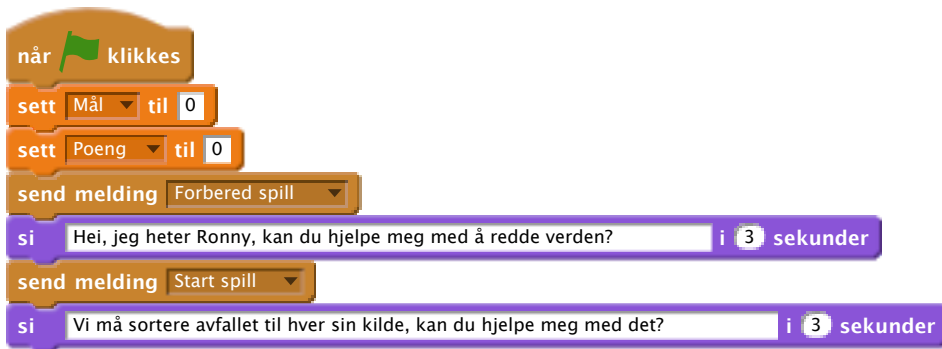 når klikkes
sett Mål til 0
sett Poeng til 0
send melding Forbered spill
si Hei, jeg heter Ronny, kan du hjelpe meg med å redde verden? i 3 sekunder
send melding Start spill
si Vi må sortere avfallet til hver sin kilde, kan du hjelpe meg med det? i 3 sekunder